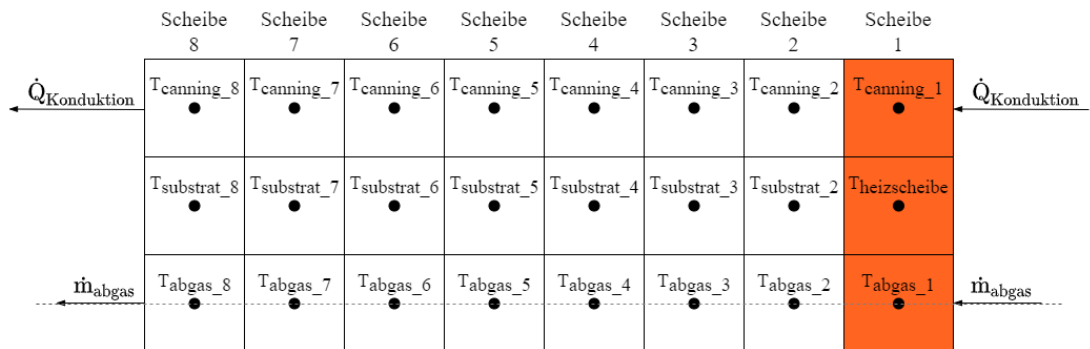 Scheibe 8 Scheibe 7 Scheibe 6 Scheibe 5 Scheibe 4 Scheibe 3 Scheibe 2 Scheibe 1
Q̇Konduktion Tcanning_8 Tcanning_7 Tcanning_6 Tcanning_5 Tcanning_4 Tcanning_3 Tcanning_2 Tcanning_1 Q̇Konduktion
Tsubstrat_8 Tsubstrat_7 Tsubstrat_6 Tsubstrat_5 Tsubstrat_4 Tsubstrat_3 Tsubstrat_2 Theizscheibe
ṁabgas Tabgas_8 Tabgas_7 Tabgas_6 Tabgas_5 Tabgas_4 Tabgas_3 Tabgas_2 Tabgas_1 ṁabgas